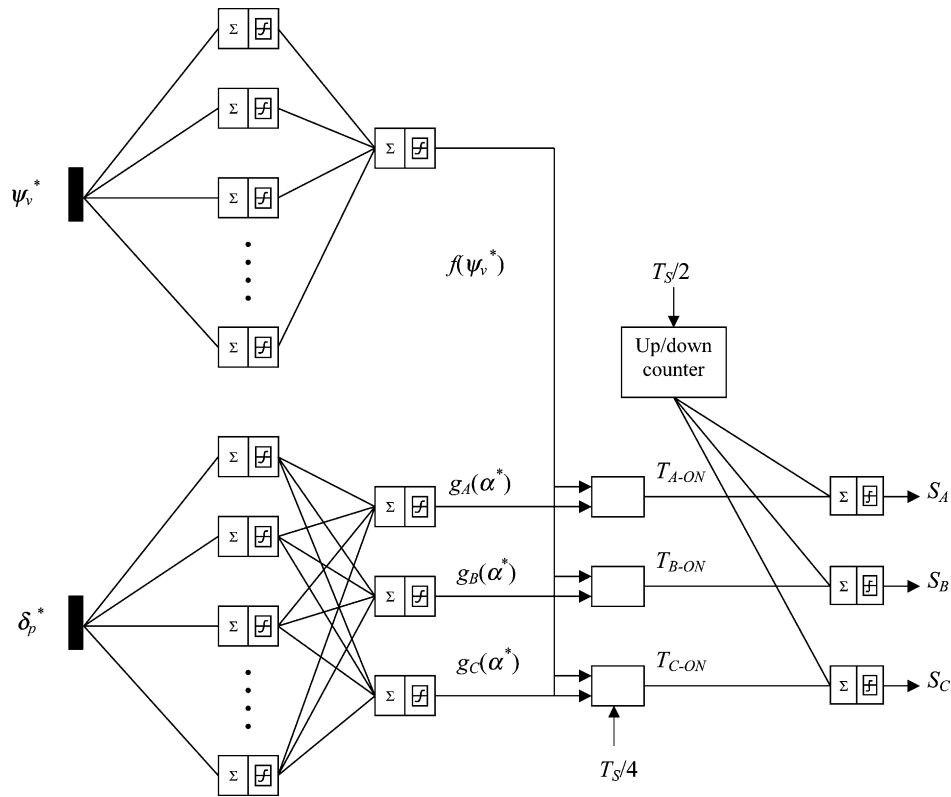 Σ
Σ
Σ
ψv*
Σ
Σ
f(ψv*)
TS/2
Up/down
counter
Σ
Σ
gA(α*)
TA-ON
Σ
Σ
SA
Σ
gB(α*)
TB-ON
Σ
Σ
SB
δp*
Σ
gC(α*)
TC-ON
Σ
Σ
SC
Σ
TS/4